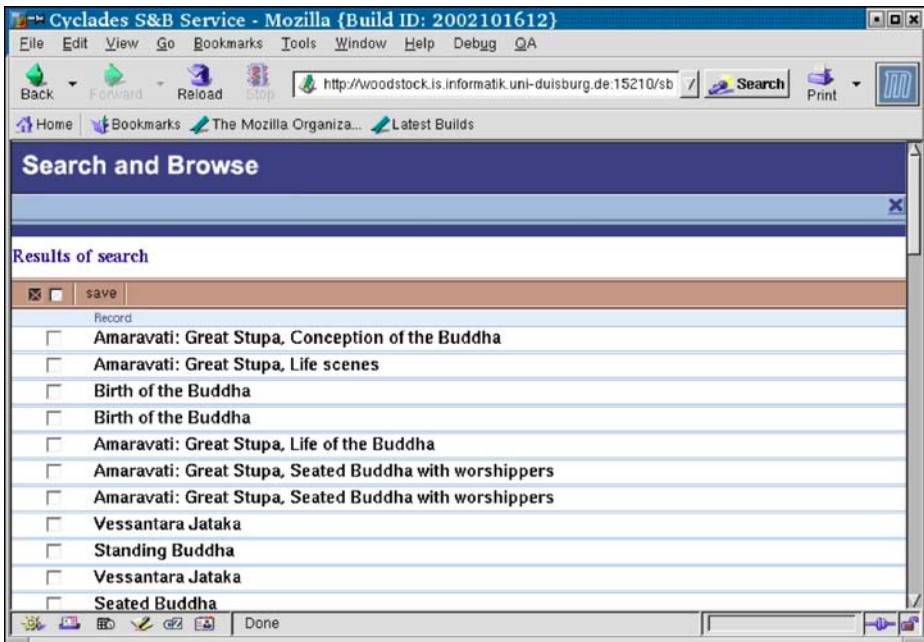 Cyclades S&B Service - Mozilla {Build ID: 2002101612}
File Edit View Go Bookmarks Tools Window Help Debug QA
http://woodstock.is.informatik.uni-duisburg.de:15210/sb Search
Back Forward Reload Stop Print
Home Bookmarks The Mozilla Organiza... Latest Builds
Search and Browse
Results of search
save
Record
Amaravati: Great Stupa, Conception of the Buddha
Amaravati: Great Stupa, Life scenes
Birth of the Buddha
Birth of the Buddha
Amaravati: Great Stupa, Life of the Buddha
Amaravati: Great Stupa, Seated Buddha with worshippers
Amaravati: Great Stupa, Seated Buddha with worshippers
Vessantara Jataka
Standing Buddha
Vessantara Jataka
Seated Buddha
Done